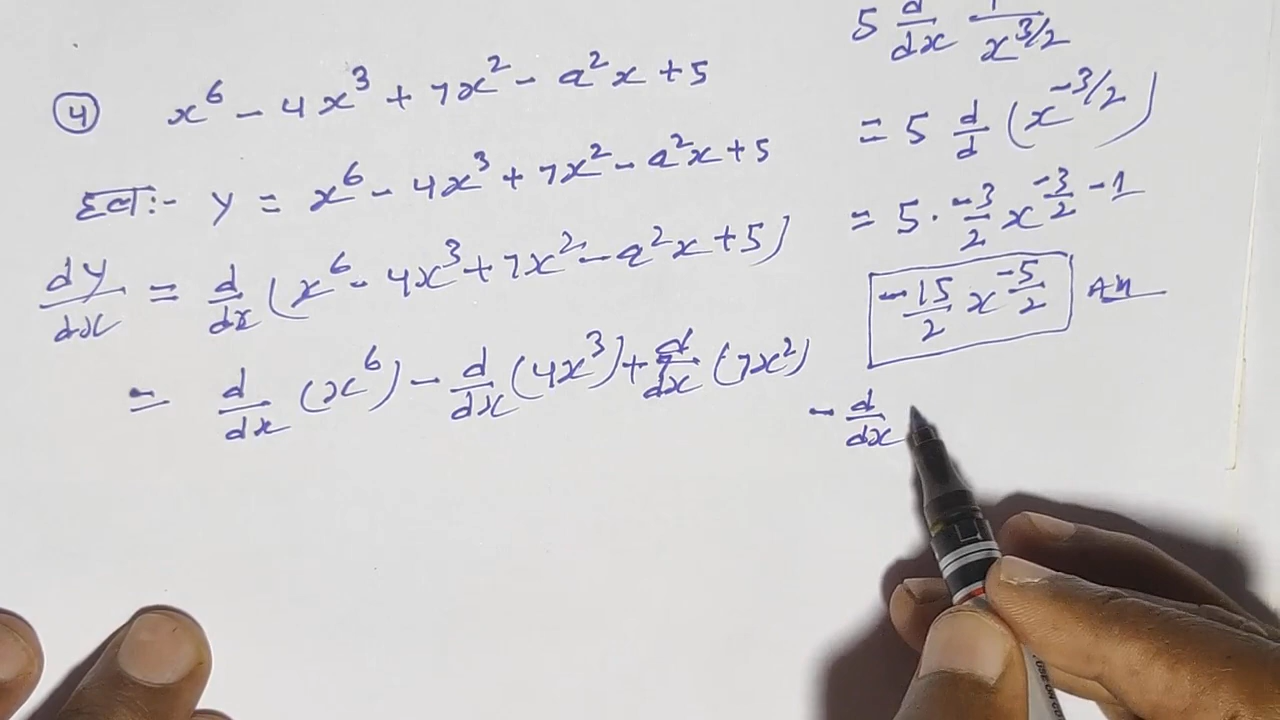 ④ x⁶ - 4x³ + 7x² - a²x + 5
हल:- y = x⁶ - 4x³ + 7x² - a²x + 5
dy/dx = d/dx (x⁶ - 4x³ + 7x² - a²x + 5)
= d/dx (x⁶) - d/dx (4x³) + d/dx (7x²)
- d/dx
5 d/dx 1/x^3/2
= 5 d/d (x^-3/2)
= 5 · -3/2 x^-3/2 - 1
-15/2 x^-5/2 An